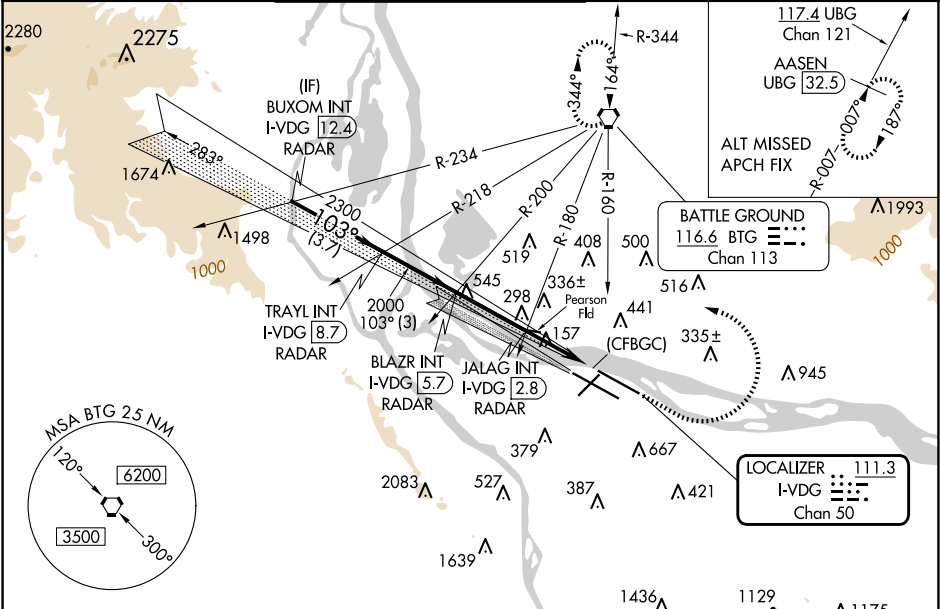 2280
2275
(IF)
BUXOM INT
I-VDG 12.4
RADAR
283°
1674
1498
1000
2300
103°
(3.7)
R-234
R-218
R-200
R-180
R-160
344°
164°
R-344
117.4 UBG
Chan 121
AASEN
UBG 32.5
007°
187°
R-007
ALT MISSED
APCH FIX
BATTLE GROUND
116.6 BTG
Chan 113
1993
1000
519
408
500
516
545
298
336±
Pearson
Fld
157
441
(CFBGC)
335±
945
TRAYL INT
I-VDG 8.7
RADAR
2000
103° (3)
BLAZR INT
I-VDG 5.7
RADAR
JALAG INT
I-VDG 2.8
RADAR
379
667
LOCALIZER 111.3
I-VDG
Chan 50
MSA BTG 25 NM
120°
6200
3500
300°
2083
527
387
421
1639
1436
1129
1175